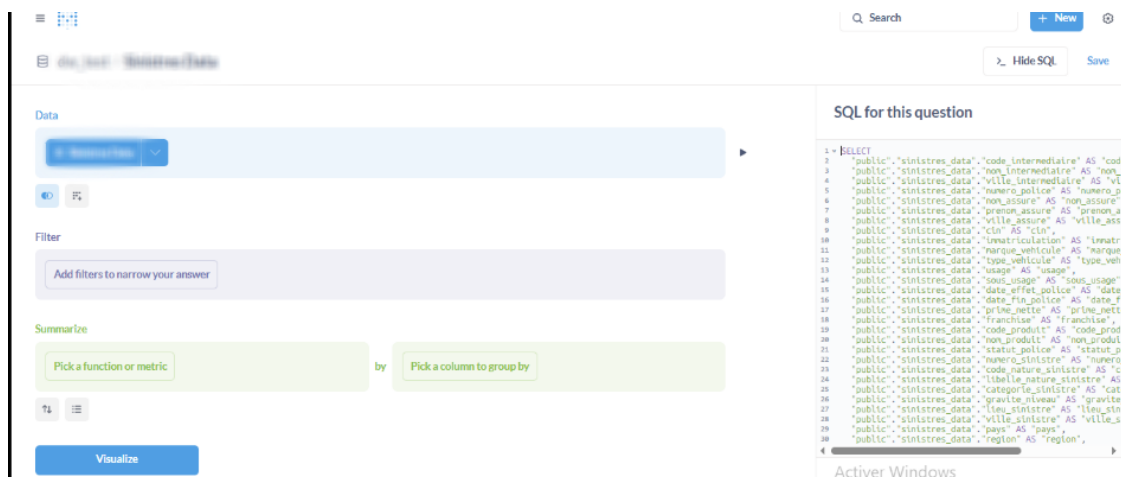 Search
+ New
>_ Hide SQL
Save
Data
Filter
Add filters to narrow your answer
Summarize
Pick a function or metric
by
Pick a column to group by
Visualize
SQL for this question
1 SELECT
2 "public"."sinistres_data"."code_intermediaire" AS "cod
3 "public"."sinistres_data"."nom_intermediaire" AS "nom_
4 "public"."sinistres_data"."ville_intermediaire" AS "vi
5 "public"."sinistres_data"."numero_police" AS "numero_p
6 "public"."sinistres_data"."nom_assure" AS "nom_assure"
7 "public"."sinistres_data"."prenom_assure" AS "prenom_a
8 "public"."sinistres_data"."ville_assure" AS "ville_ass
9 "public"."sinistres_data"."cin" AS "cin",
10 "public"."sinistres_data"."immatriculation" AS "immatr
11 "public"."sinistres_data"."marque_vehicule" AS "marque
12 "public"."sinistres_data"."type_vehicule" AS "type_veh
13 "public"."sinistres_data"."usage" AS "usage",
14 "public"."sinistres_data"."sous_usage" AS "sous_usage"
15 "public"."sinistres_data"."date_effet_police" AS "date
16 "public"."sinistres_data"."date_fin_police" AS "date_f
17 "public"."sinistres_data"."prime_nette" AS "prime_nett
18 "public"."sinistres_data"."franchise" AS "franchise",
19 "public"."sinistres_data"."code_produit" AS "code_prod
20 "public"."sinistres_data"."nom_produit" AS "nom_produi
21 "public"."sinistres_data"."statut_police" AS "statut_p
22 "public"."sinistres_data"."numero_sinistre" AS "numero
23 "public"."sinistres_data"."code_nature_sinistre" AS "c
24 "public"."sinistres_data"."libelle_nature_sinistre" AS
25 "public"."sinistres_data"."categorie_sinistre" AS "cat
26 "public"."sinistres_data"."gravite_niveau" AS "gravite
27 "public"."sinistres_data"."lieu_sinistre" AS "lieu_sin
28 "public"."sinistres_data"."ville_sinistre" AS "ville_s
29 "public"."sinistres_data"."pays" AS "pays",
30 "public"."sinistres_data"."region" AS "region",
Activer Windows